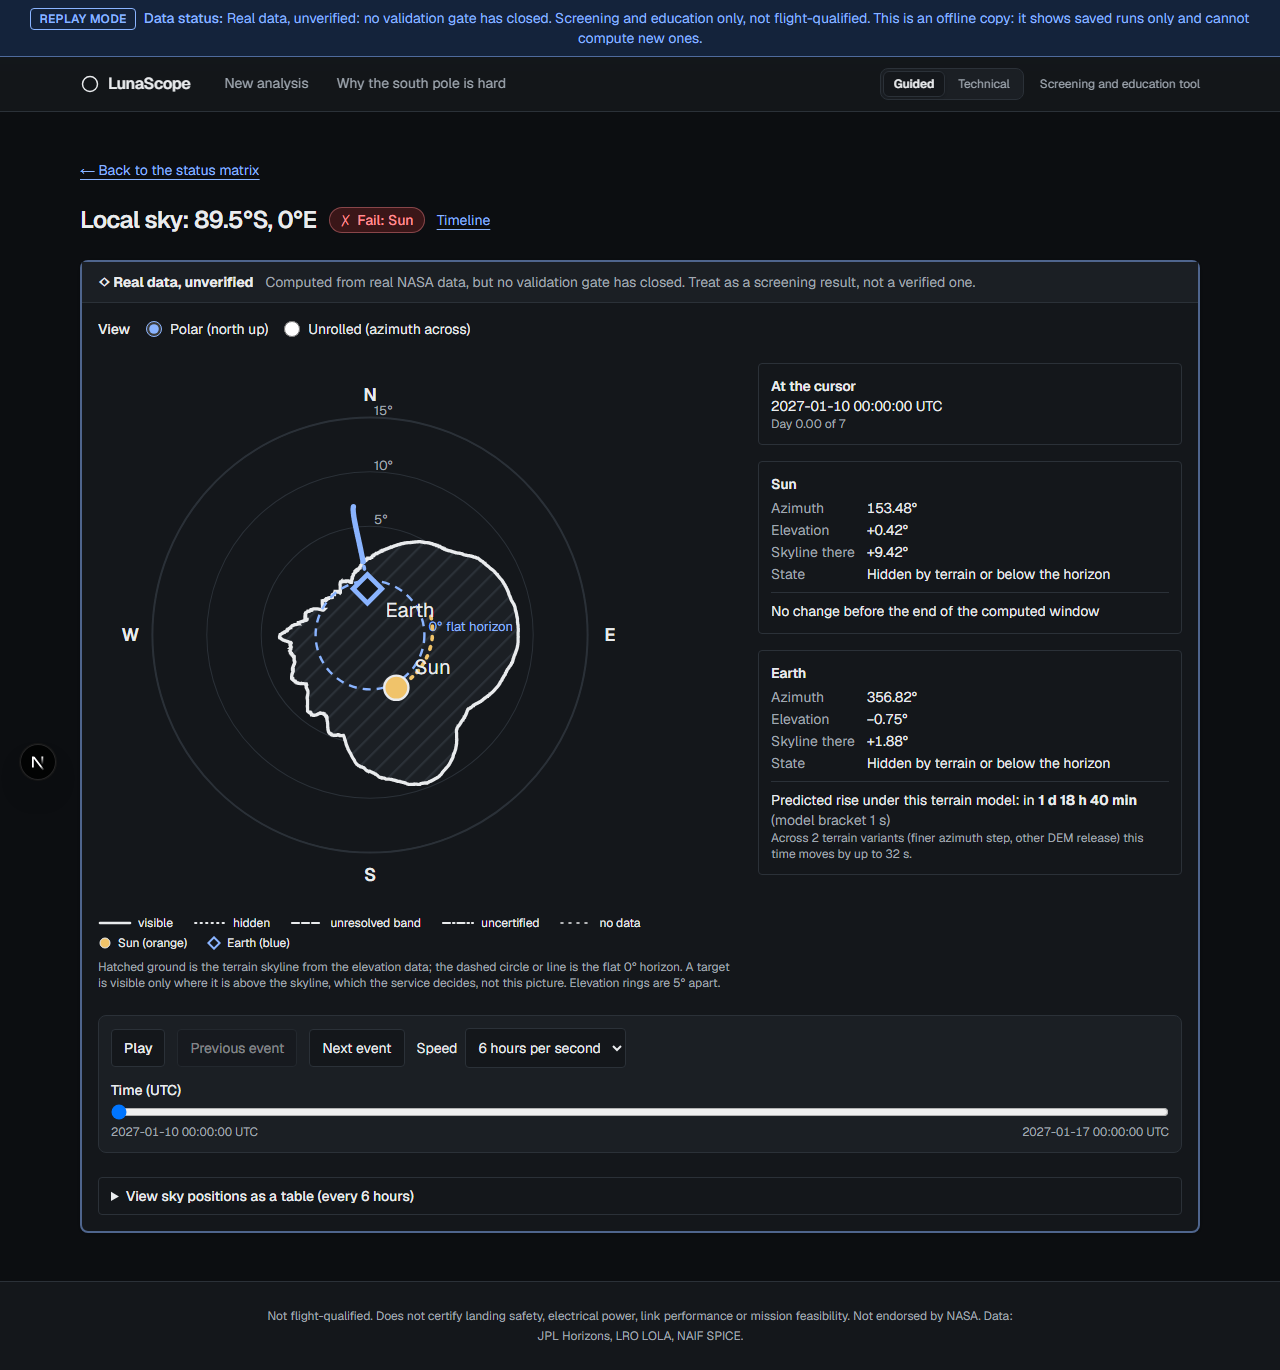 REPLAY MODE Data status: Real data, unverified: no validation gate has closed. Screening and education only, not flight-qualified. This is an offline copy: it shows saved runs only and cannot
compute new ones.
LunaScope New analysis Why the south pole is hard Guided Technical Screening and education tool
← Back to the status matrix
Local sky: 89.5°S, 0°E ╳ Fail: Sun Timeline
◇ Real data, unverified Computed from real NASA data, but no validation gate has closed. Treat as a screening result, not a verified one.
View Polar (north up) Unrolled (azimuth across)
N
15°
10°
5°
Earth
0° flat horizon
W
E
Sun
S
At the cursor
2027-01-10 00:00:00 UTC
Day 0.00 of 7
Sun
Azimuth 153.48°
Elevation +0.42°
Skyline there +9.42°
State Hidden by terrain or below the horizon
No change before the end of the computed window
Earth
Azimuth 356.82°
Elevation −0.75°
Skyline there +1.88°
State Hidden by terrain or below the horizon
Predicted rise under this terrain model: in 1 d 18 h 40 min
(model bracket 1 s)
Across 2 terrain variants (finer azimuth step, other DEM release) this
time moves by up to 32 s.
visible hidden unresolved band uncertified no data
Sun (orange) Earth (blue)
Hatched ground is the terrain skyline from the elevation data; the dashed circle or line is the flat 0° horizon. A target
is visible only where it is above the skyline, which the service decides, not this picture. Elevation rings are 5° apart.
Play Previous event Next event Speed 6 hours per second
Time (UTC)
2027-01-10 00:00:00 UTC 2027-01-17 00:00:00 UTC
▶ View sky positions as a table (every 6 hours)
N
Not flight-qualified. Does not certify landing safety, electrical power, link performance or mission feasibility. Not endorsed by NASA. Data:
JPL Horizons, LRO LOLA, NAIF SPICE.